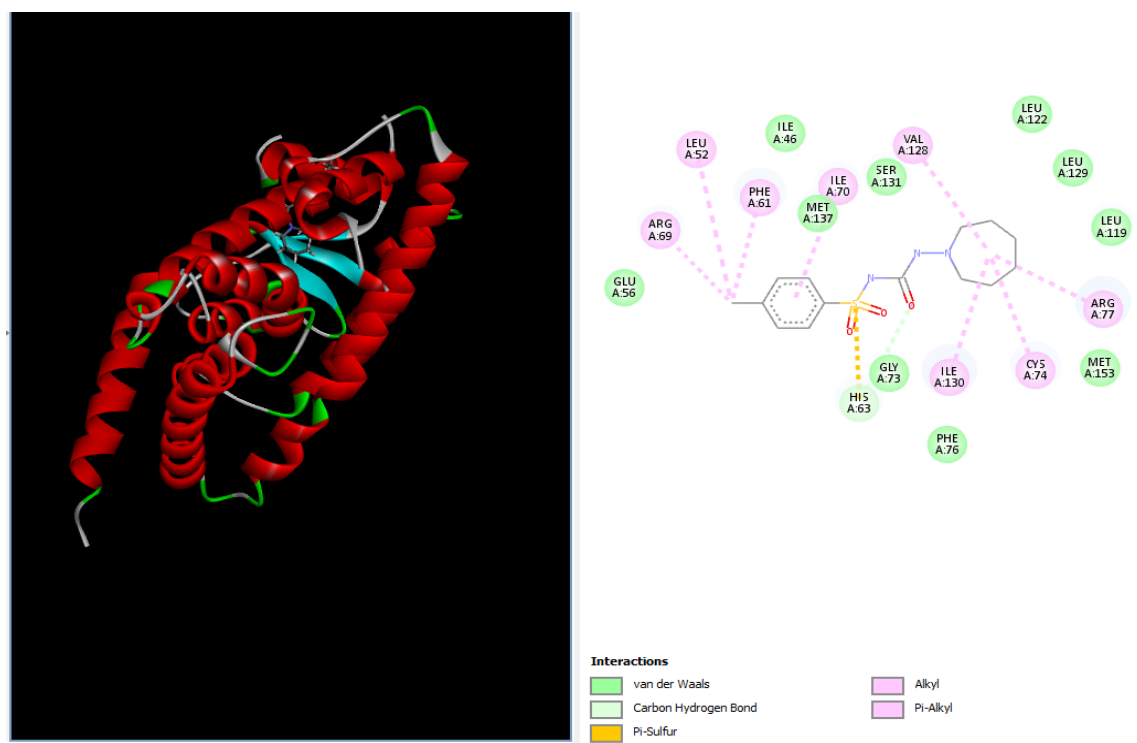 LEU
A:122
ILE
A:46
LEU
A:52
VAL
A:128
LEU
A:129
SER
A:131
ILE
A:70
PHE
A:61
MET
A:137
LEU
A:119
ARG
A:69
N
N
N
GLU
A:56
S
O
O
O
ARG
A:77
GLY
A:73
ILE
A:130
CYS
A:74
MET
A:153
HIS
A:63
PHE
A:76
Interactions
van der Waals
Carbon Hydrogen Bond
Pi-Sulfur
Alkyl
Pi-Alkyl